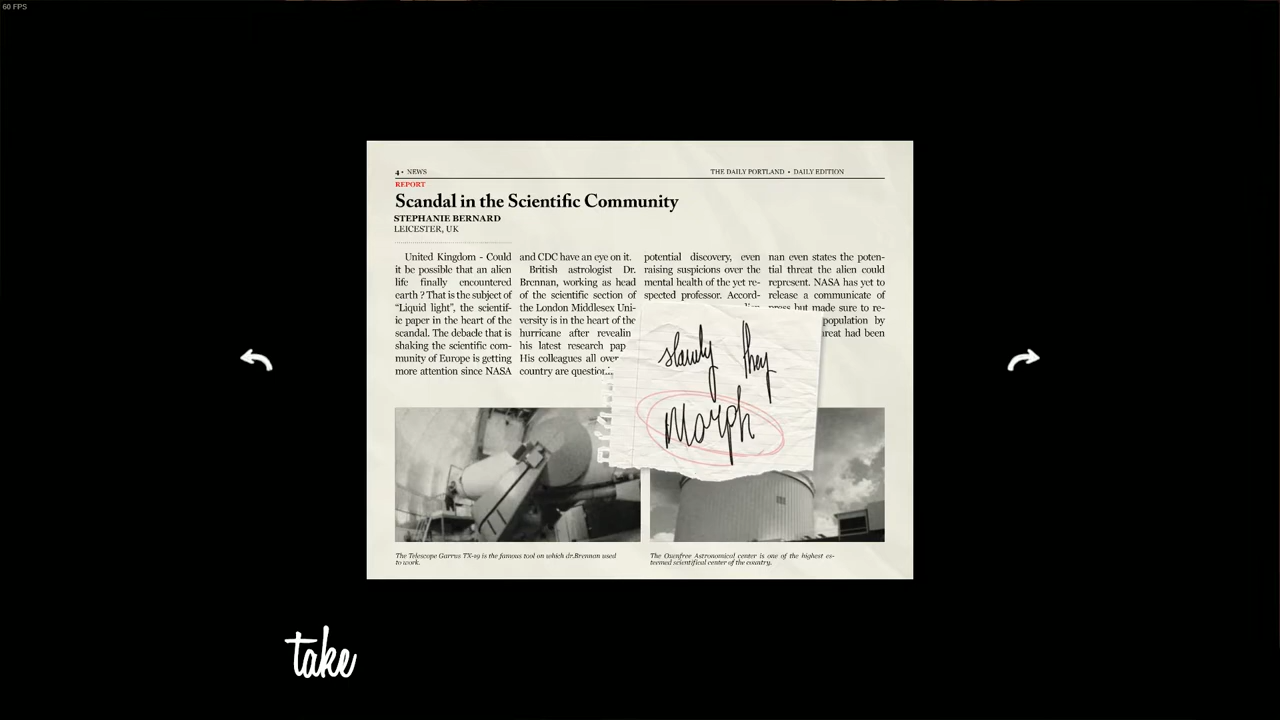 60 FPS
4 • NEWS
THE DAILY PORTLAND • DAILY EDITION
REPORT
Scandal in the Scientific Community
STEPHANIE BERNARD
LEICESTER, UK
United Kingdom - Could
it be possible that an alien
life finally encountered
earth ? That is the subject of
“Liquid light”, the scientif-
ic paper in the heart of the
scandal. The debacle that is
shaking the scientific com-
munity of Europe is getting
more attention since NASA
and CDC have an eye on it.
British astrologist Dr.
Brennan, working as head
of the scientific section of
the London Middlesex Uni-
versity is in the heart of the
hurricane after revealin
his latest research pap
His colleagues all over
country are question
potential discovery, even
raising suspicions over the
mental health of the yet re-
spected professor. Accord-
nan even states the poten-
tial threat the alien could
represent. NASA has yet to
release a communicate of
press but made sure to re-
population by
reat had been
slowly they
Morph
The Telescope Garrus TX-19 is the famous tool on which dr.Brennan used
to work.
The Oxenfree Astronomical center is one of the highest es-
teemed scientifical center of the country.
take